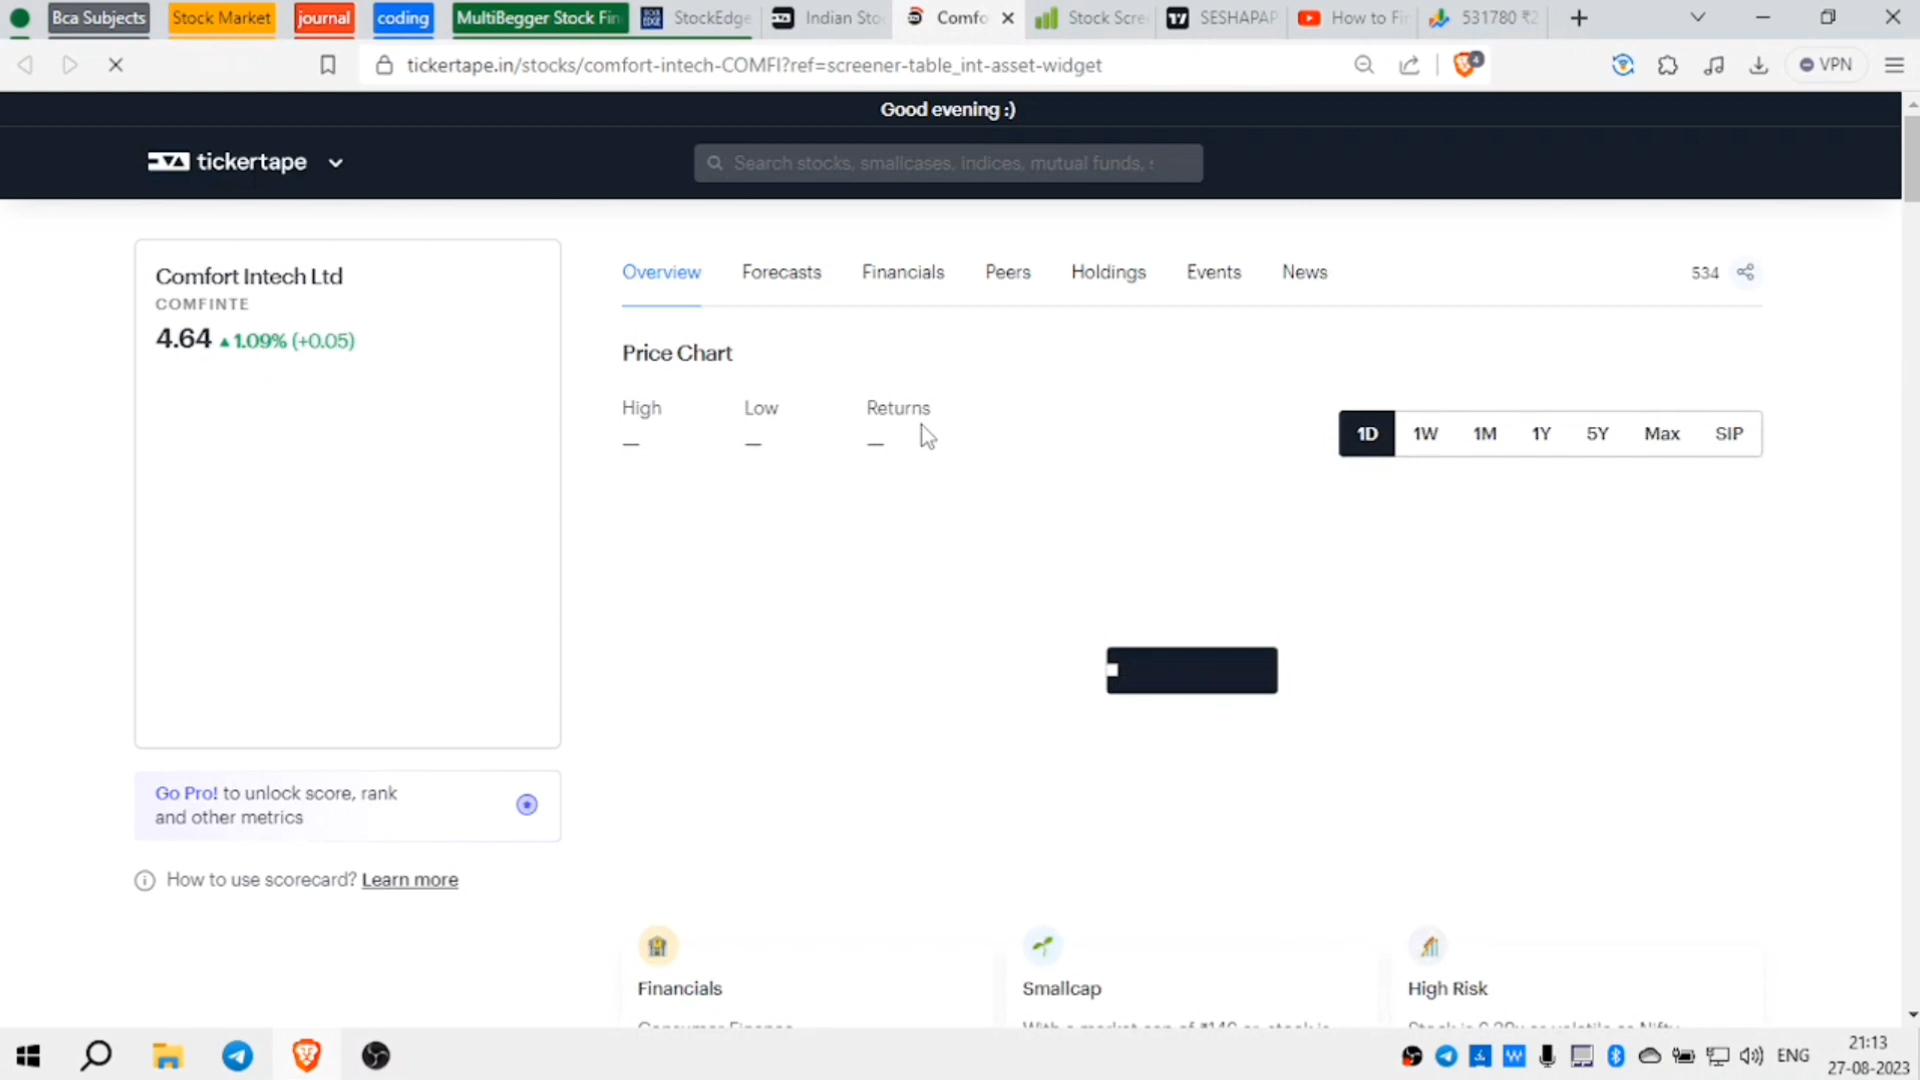 Bca Subjects
Stock Market
journal
coding
MultiBegger Stock Fin
StockEdge
Indian Sto
Comfo
Stock Scre
SESHAPAP
How to Fi
531780 ₹2
tickertape.in/stocks/comfort-intech-COMFI?ref=screener-table_int-asset-widget
4
VPN
Good evening :)
tickertape
Search stocks, smallcases, indices, mutual funds, s
Comfort Intech Ltd
COMFINTE
4.64 ▲1.09% (+0.05)
Overview
Forecasts
Financials
Peers
Holdings
Events
News
534
Price Chart
High
Low
Returns
—
—
—
1D
1W
1M
1Y
5Y
Max
SIP
Go Pro! to unlock score, rank
and other metrics
How to use scorecard? Learn more
Financials
Smallcap
High Risk
ENG
21:13
27-08-2023